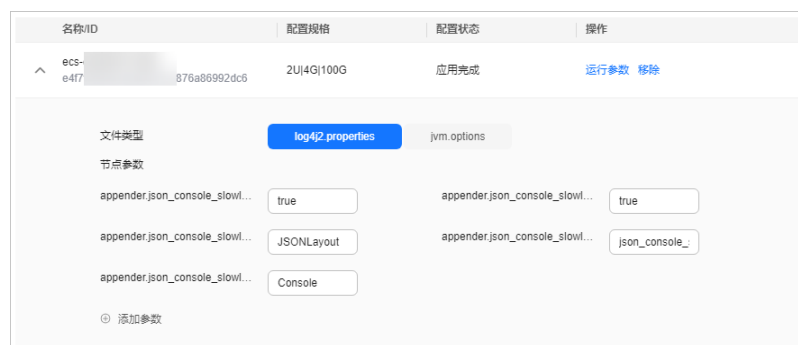 名称/ID 配置规格 配置状态 操作
ecs-
e4f7 876a86992dc6 2U|4G|100G 应用完成 运行参数 移除
文件类型 log4j2.properties jvm.options
节点参数
appender.json_console_slowl... true appender.json_console_slowl... true
appender.json_console_slowl... JSONLayout appender.json_console_slowl... json_console_
appender.json_console_slowl... Console
添加参数